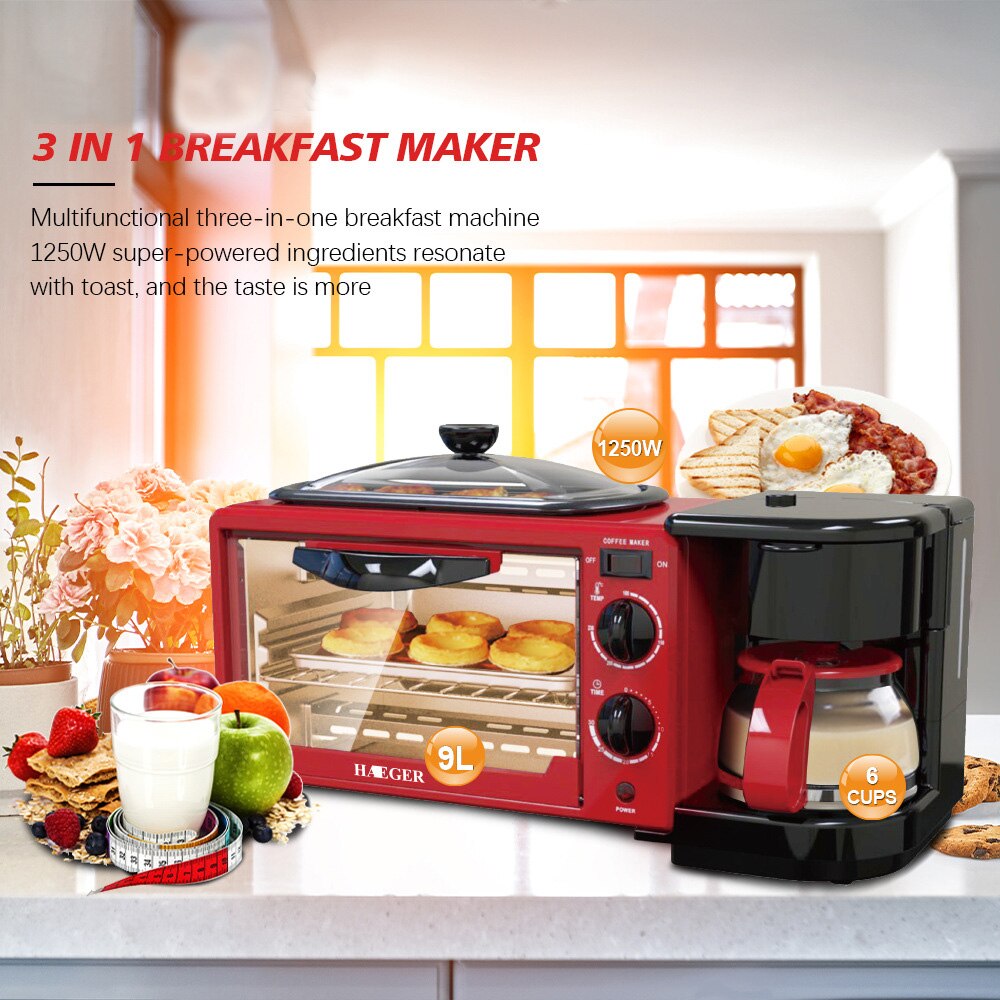 3 IN 1 BREAKFAST MAKER
Multifunctional three-in-one breakfast machine
1250W super-powered ingredients resonate
with toast, and the taste is more
1250W
COFFEE MAKER
OFF
ON
TEMP
TIME
POWER
HAEGER
9L
6
CUPS